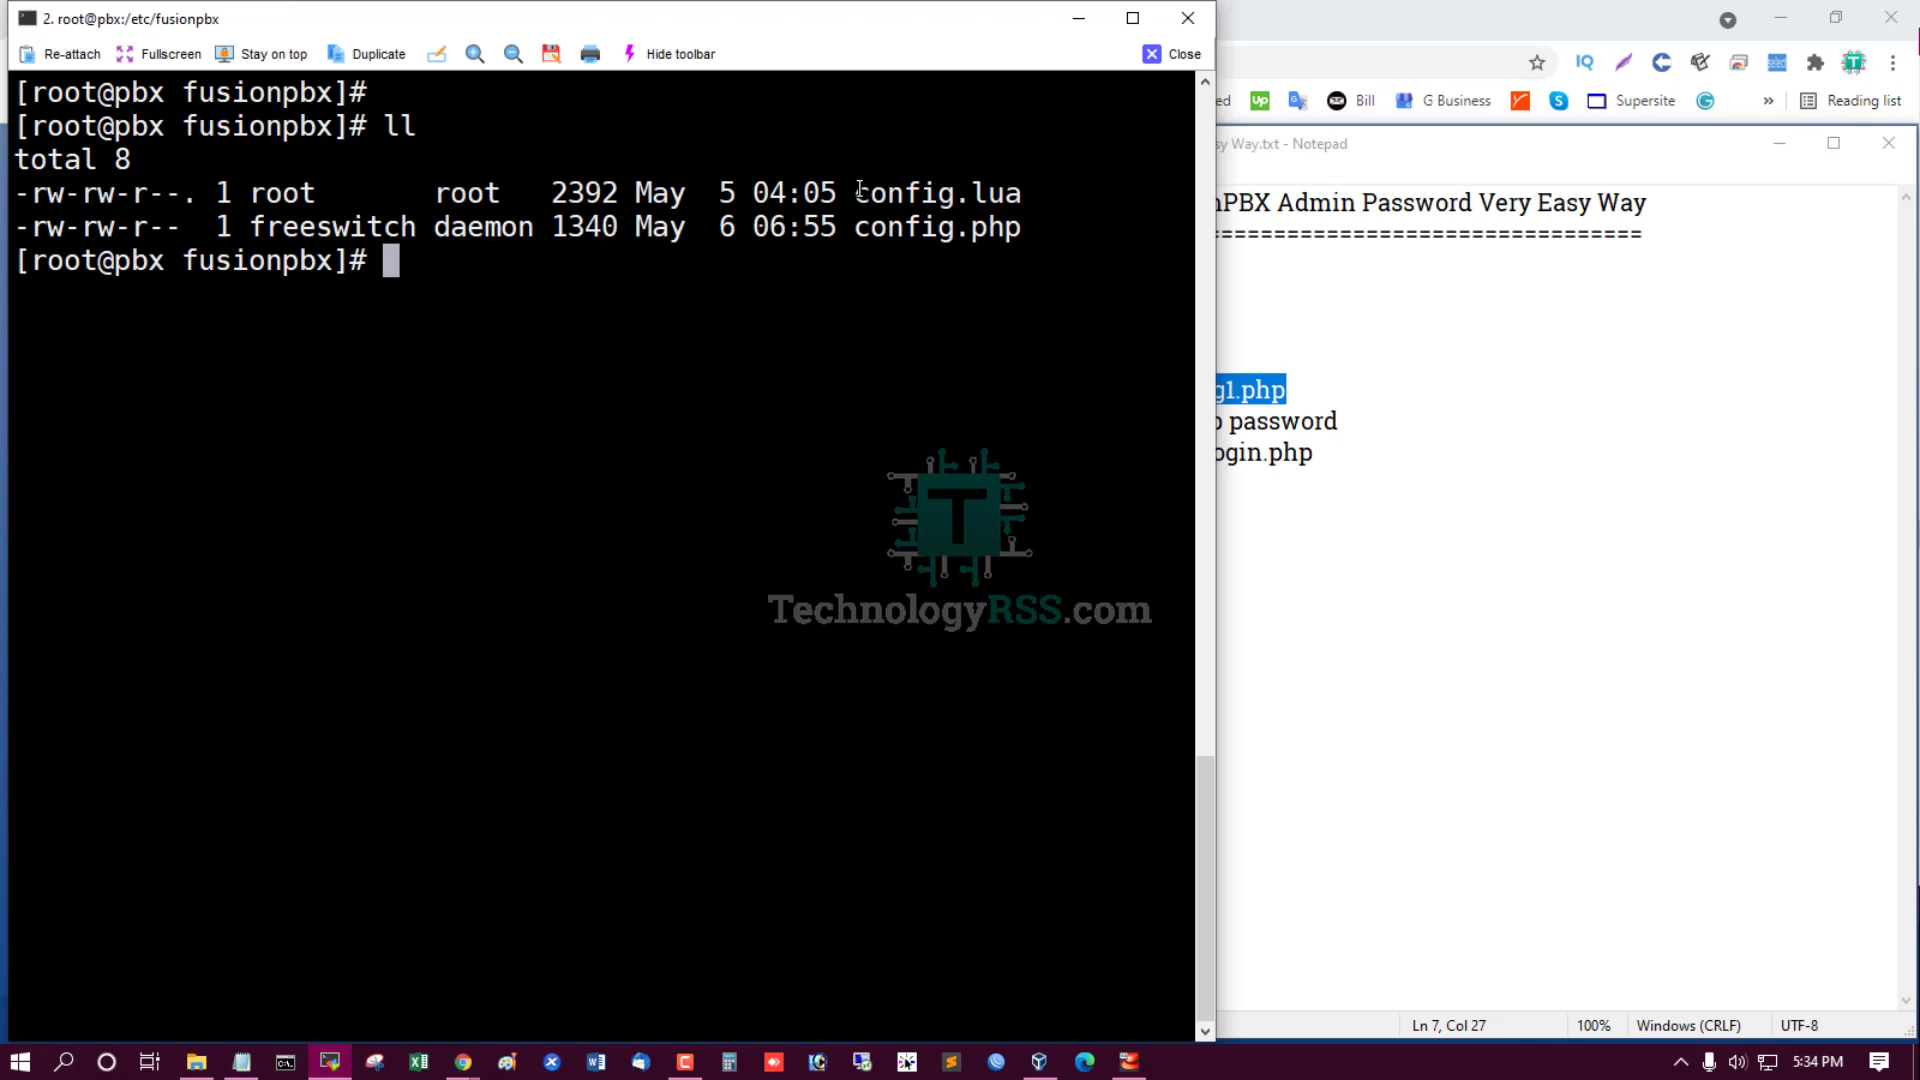 2. root@pbx:/etc/fusionpbx
Re-attach Fullscreen Stay on top Duplicate Hide toolbar Close
[root@pbx fusionpbx]#
[root@pbx fusionpbx]# ll
total 8
-rw-rw-r--. 1 root root 2392 May 5 04:05 config.lua
-rw-rw-r-- 1 freeswitch daemon 1340 May 6 06:55 config.php
[root@pbx fusionpbx]#
TechnologyRSS.com
ed Up Bill G Business Supersite » Reading list
sy Way.txt - Notepad
nPBX Admin Password Very Easy Way
================================
g1.php
p password
ogin.php
Ln 7, Col 27 100% Windows (CRLF) UTF-8
5:34 PM